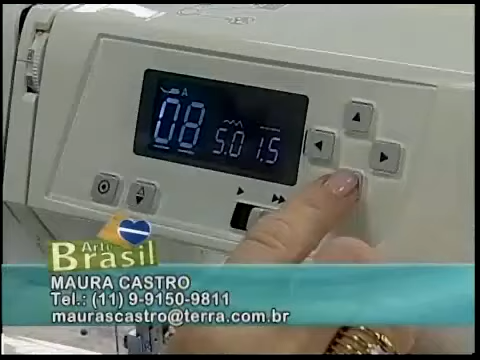 A
08 5.0 1.5
Arte
Brasil
MAURA CASTRO
Tel.: (11) 9-9150-9811
maurascastro@terra.com.br